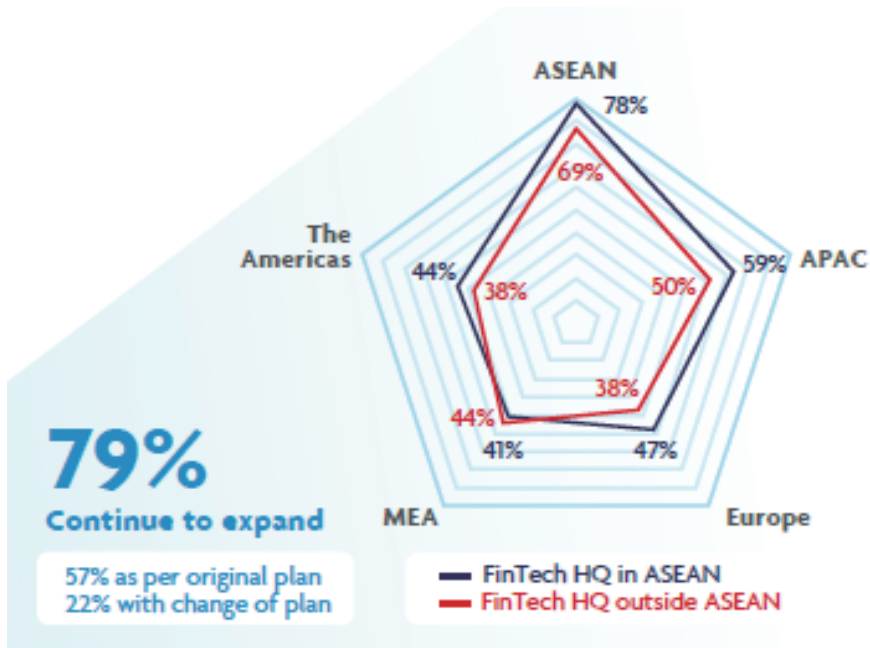 ASEAN
78%
69%
The
Americas
44%
38%
50%
59%
APAC
38%
44%
41%
47%
MEA
Europe
79%
Continue to expand
57% as per original plan
22% with change of plan
FinTech HQ in ASEAN
FinTech HQ outside ASEAN